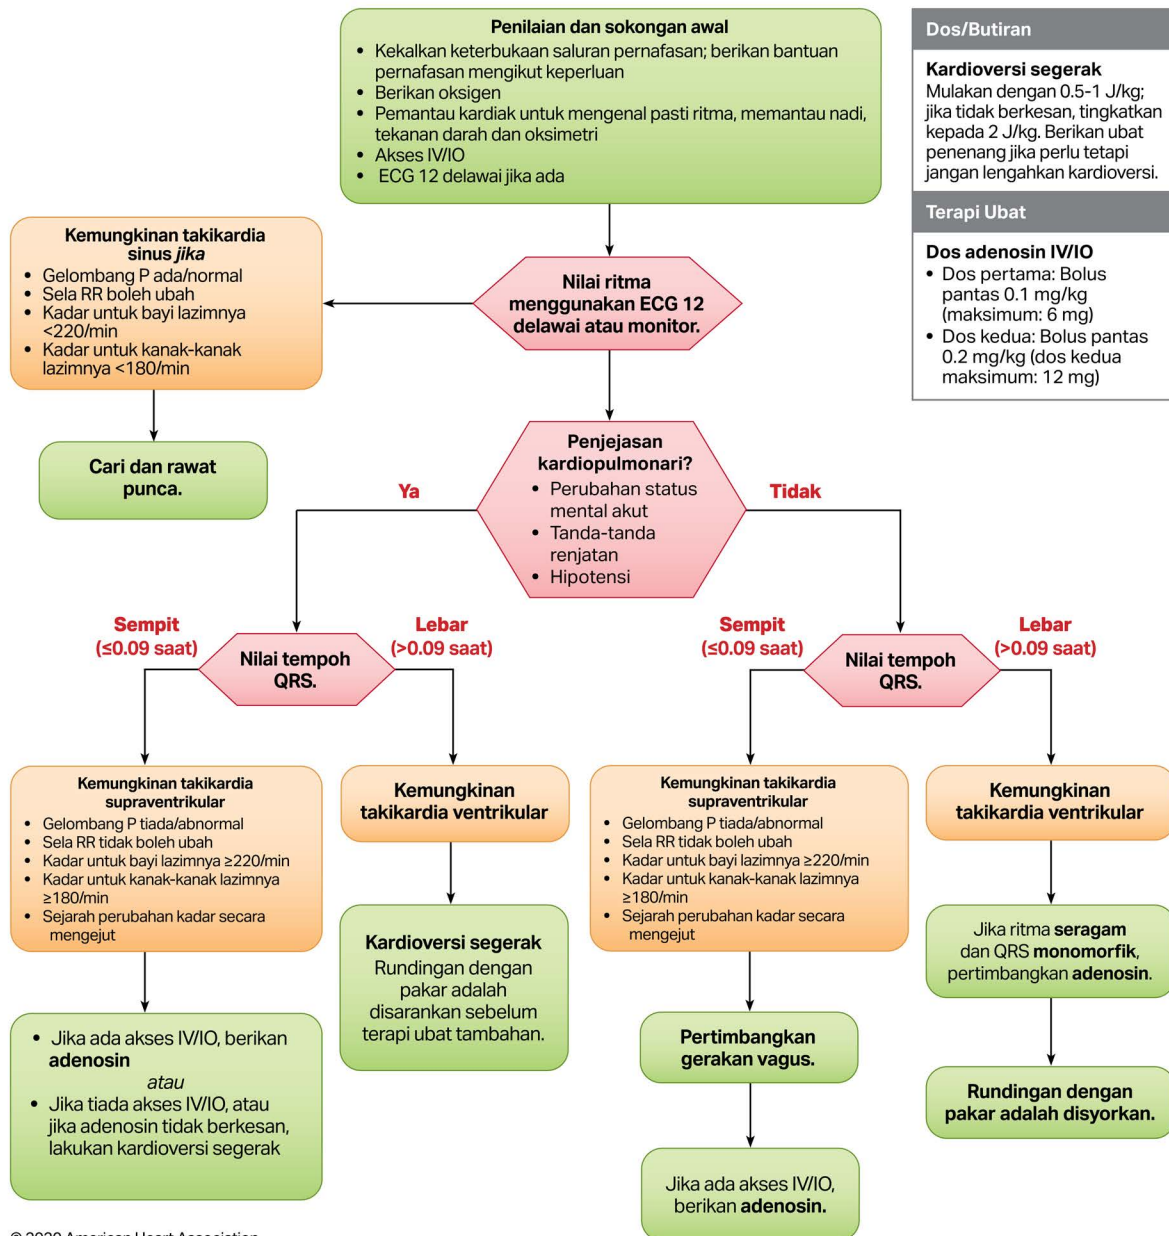 Penilaian dan sokongan awal
• Kekalkan keterbukaan saluran pernafasan; berikan bantuan
pernafasan mengikut keperluan
• Berikan oksigen
• Pemantau kardiak untuk mengenal pasti ritma, memantau nadi,
tekanan darah dan oksimetri
• Akses IV/IO
• ECG 12 delawai jika ada
Dos/Butiran
Kardioversi segerak
Mulakan dengan 0.5-1 J/kg;
jika tidak berkesan, tingkatkan
kepada 2 J/kg. Berikan ubat
penenang jika perlu tetapi
jangan lengahkan kardioversi.
Terapi Ubat
Dos adenosin IV/IO
• Dos pertama: Bolus
pantas 0.1 mg/kg
(maksimum: 6 mg)
• Dos kedua: Bolus pantas
0.2 mg/kg (dos kedua
maksimum: 12 mg)
Kemungkinan takikardia
sinus jika
• Gelombang P ada/normal
• Sela RR boleh ubah
• Kadar untuk bayi lazimnya
<220/min
• Kadar untuk kanak-kanak
lazimnya <180/min
Nilai ritma
menggunakan ECG 12
delawai atau monitor.
Cari dan rawat
punca.
Penjejasan
kardiopulmonari?
• Perubahan status
mental akut
• Tanda-tanda
renjatan
• Hipotensi
Ya
Tidak
Sempit
(≤0.09 saat)
Nilai tempoh
QRS.
Lebar
(>0.09 saat)
Sempit
(≤0.09 saat)
Nilai tempoh
QRS.
Lebar
(>0.09 saat)
Kemungkinan takikardia
supraventrikular
• Gelombang P tiada/abnormal
• Sela RR tidak boleh ubah
• Kadar untuk bayi lazimnya ≥220/min
• Kadar untuk kanak-kanak lazimnya
≥180/min
• Sejarah perubahan kadar secara
mengejut
Kemungkinan
takikardia ventrikular
Kemungkinan takikardia
supraventrikular
• Gelombang P tiada/abnormal
• Sela RR tidak boleh ubah
• Kadar untuk bayi lazimnya ≥220/min
• Kadar untuk kanak-kanak lazimnya
≥180/min
• Sejarah perubahan kadar secara
mengejut
Kemungkinan
takikardia ventrikular
• Jika ada akses IV/IO, berikan
adenosin
atau
• Jika tiada akses IV/IO, atau
jika adenosin tidak berkesan,
lakukan kardioversi segerak
Kardioversi segerak
Rundingan dengan
pakar adalah
disarankan sebelum
terapi ubat tambahan.
Pertimbangkan
gerakan vagus.
Jika ada akses IV/IO,
berikan adenosin.
Jika ritma seragam
dan QRS monomorfik,
pertimbangkan adenosin.
Rundingan dengan
pakar adalah disyorkan.
© 2020 American Heart Association